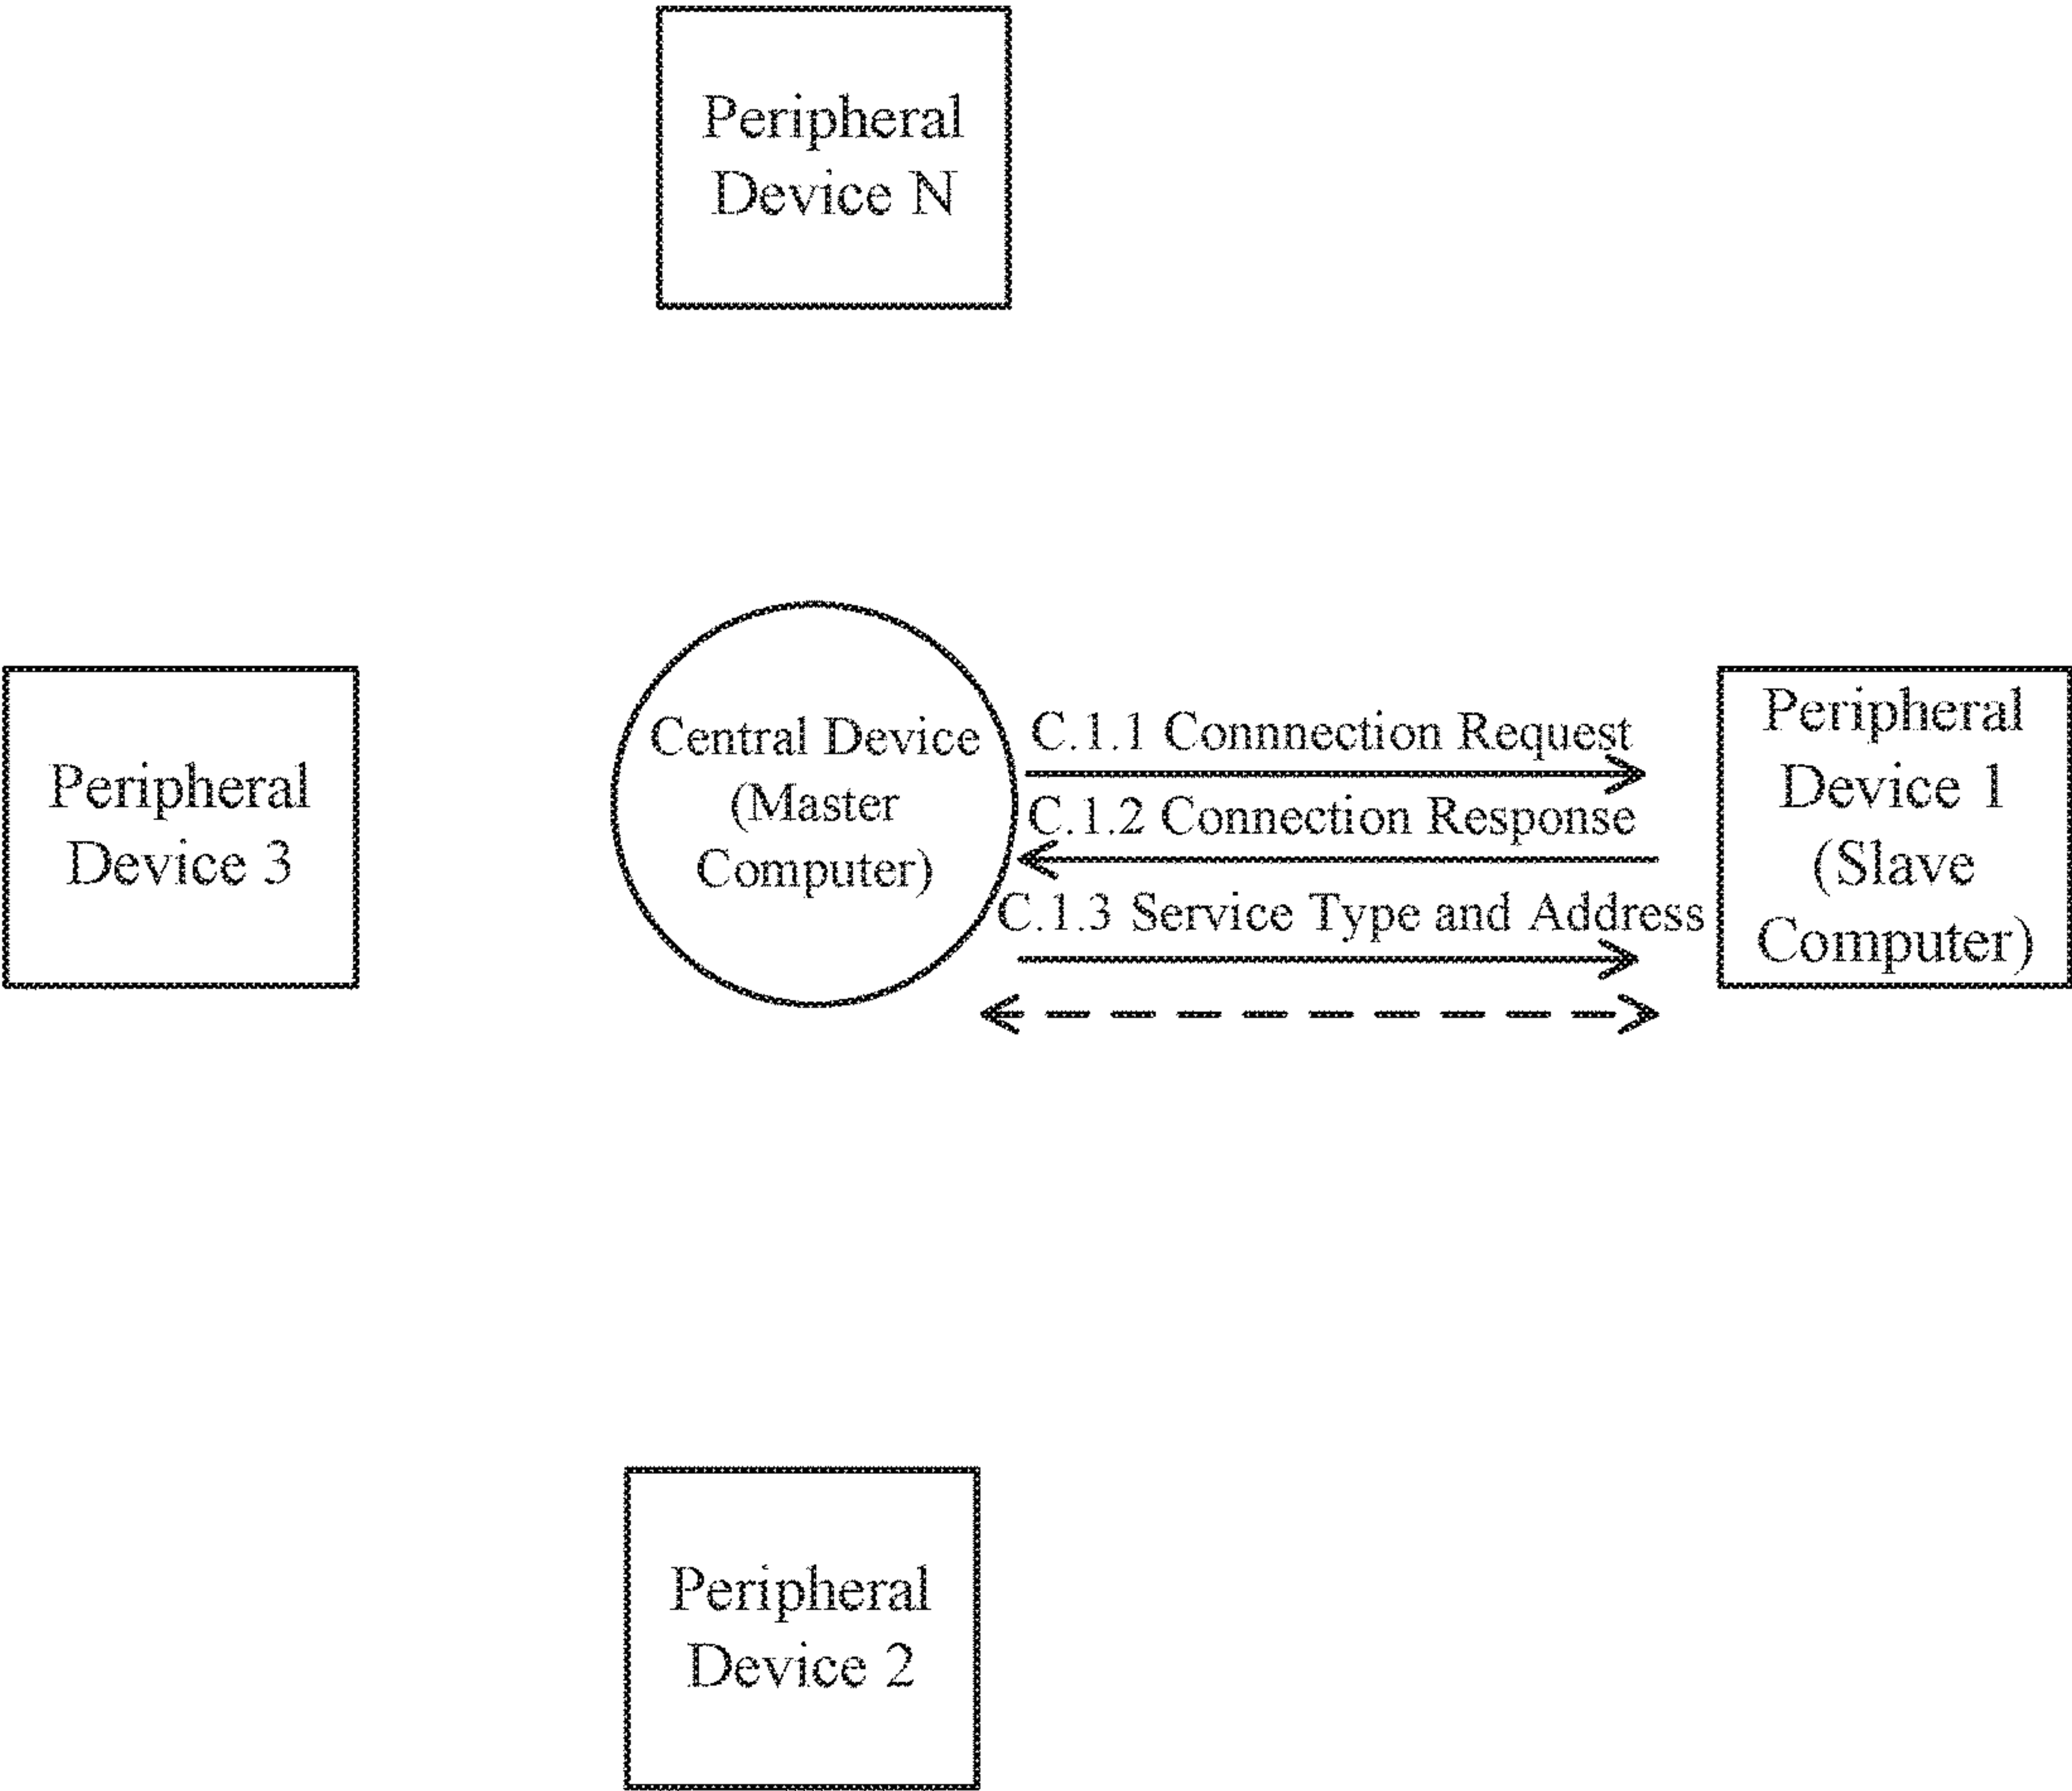 Peripheral
Device N
Peripheral
Device 3
Central Device
(Master
Computer)
C.1.1 Connnection Request
C.1.2 Connection Response
C.1.3 Service Type and Address
Peripheral
Device 1
(Slave
Computer)
Peripheral
Device 2